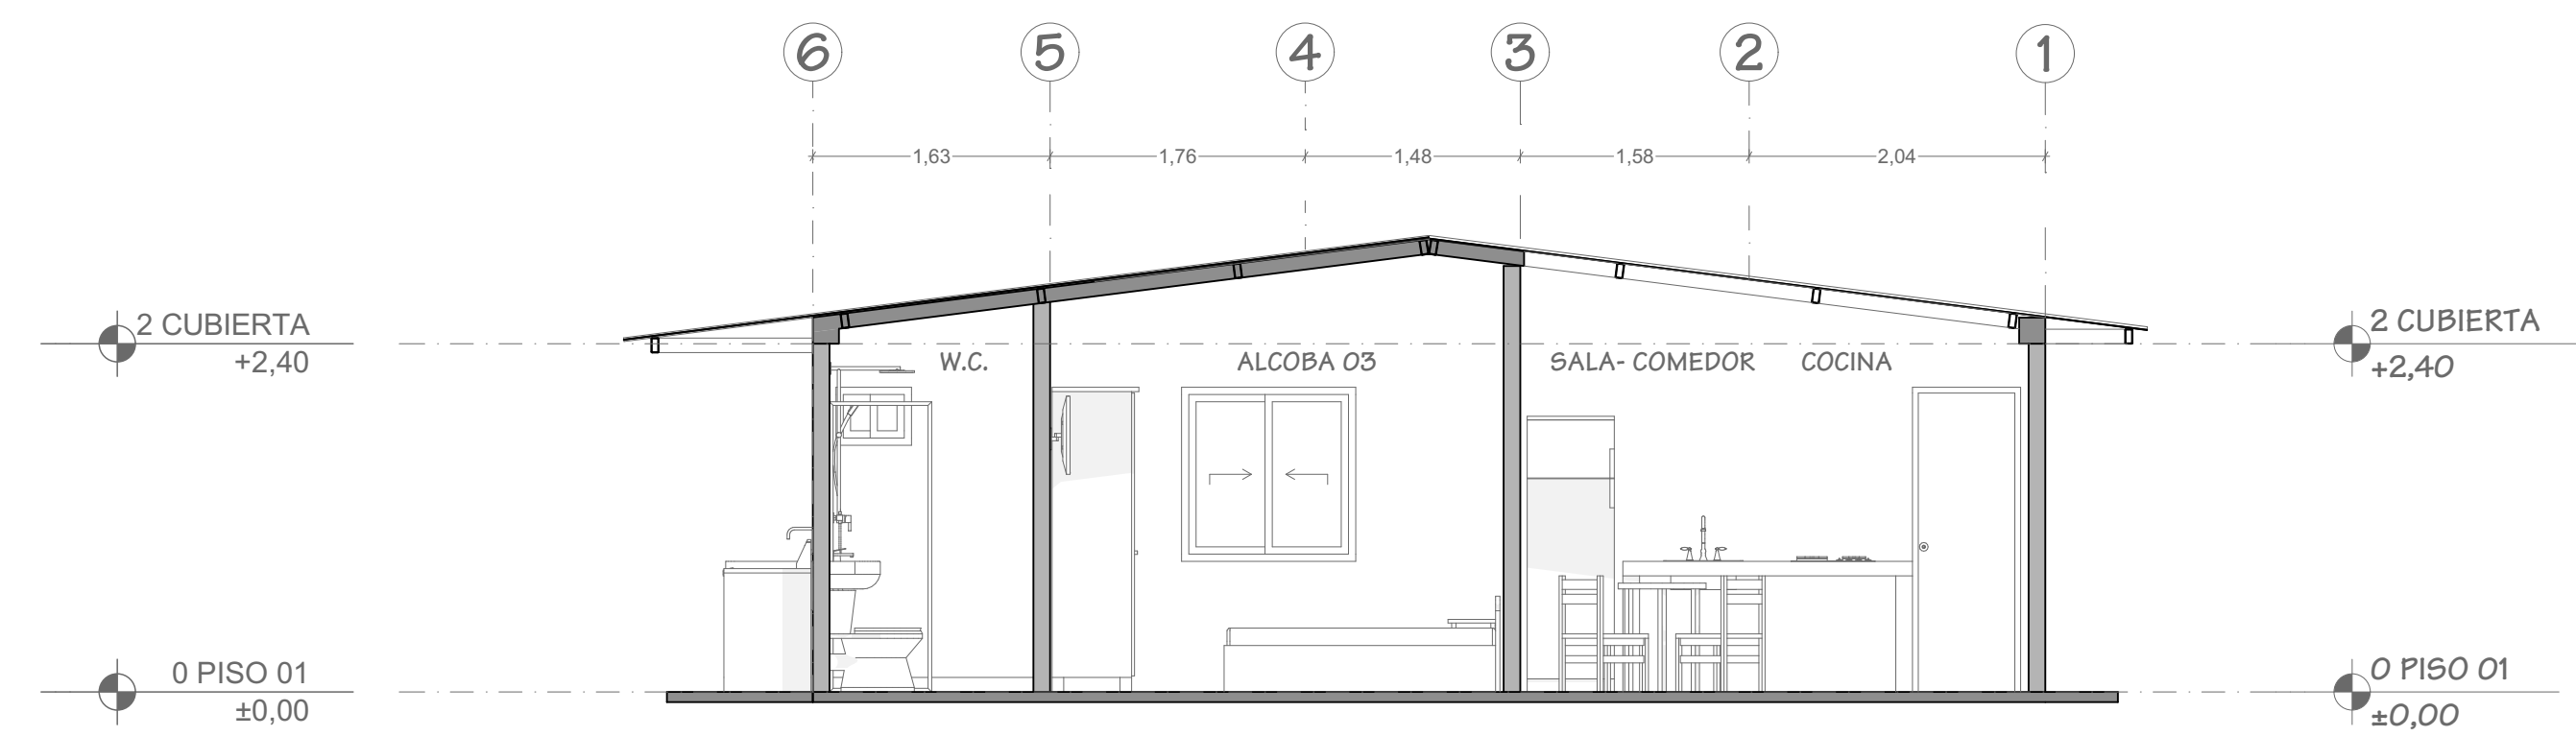 6 5 4 3 2 1
1,63 1,76 1,48 1,58 2,04
2 CUBIERTA
+2,40
2 CUBIERTA
+2,40
W.C. ALCOBA 03 SALA- COMEDOR COCINA
0 PISO 01
±0,00
0 PISO 01
±0,00